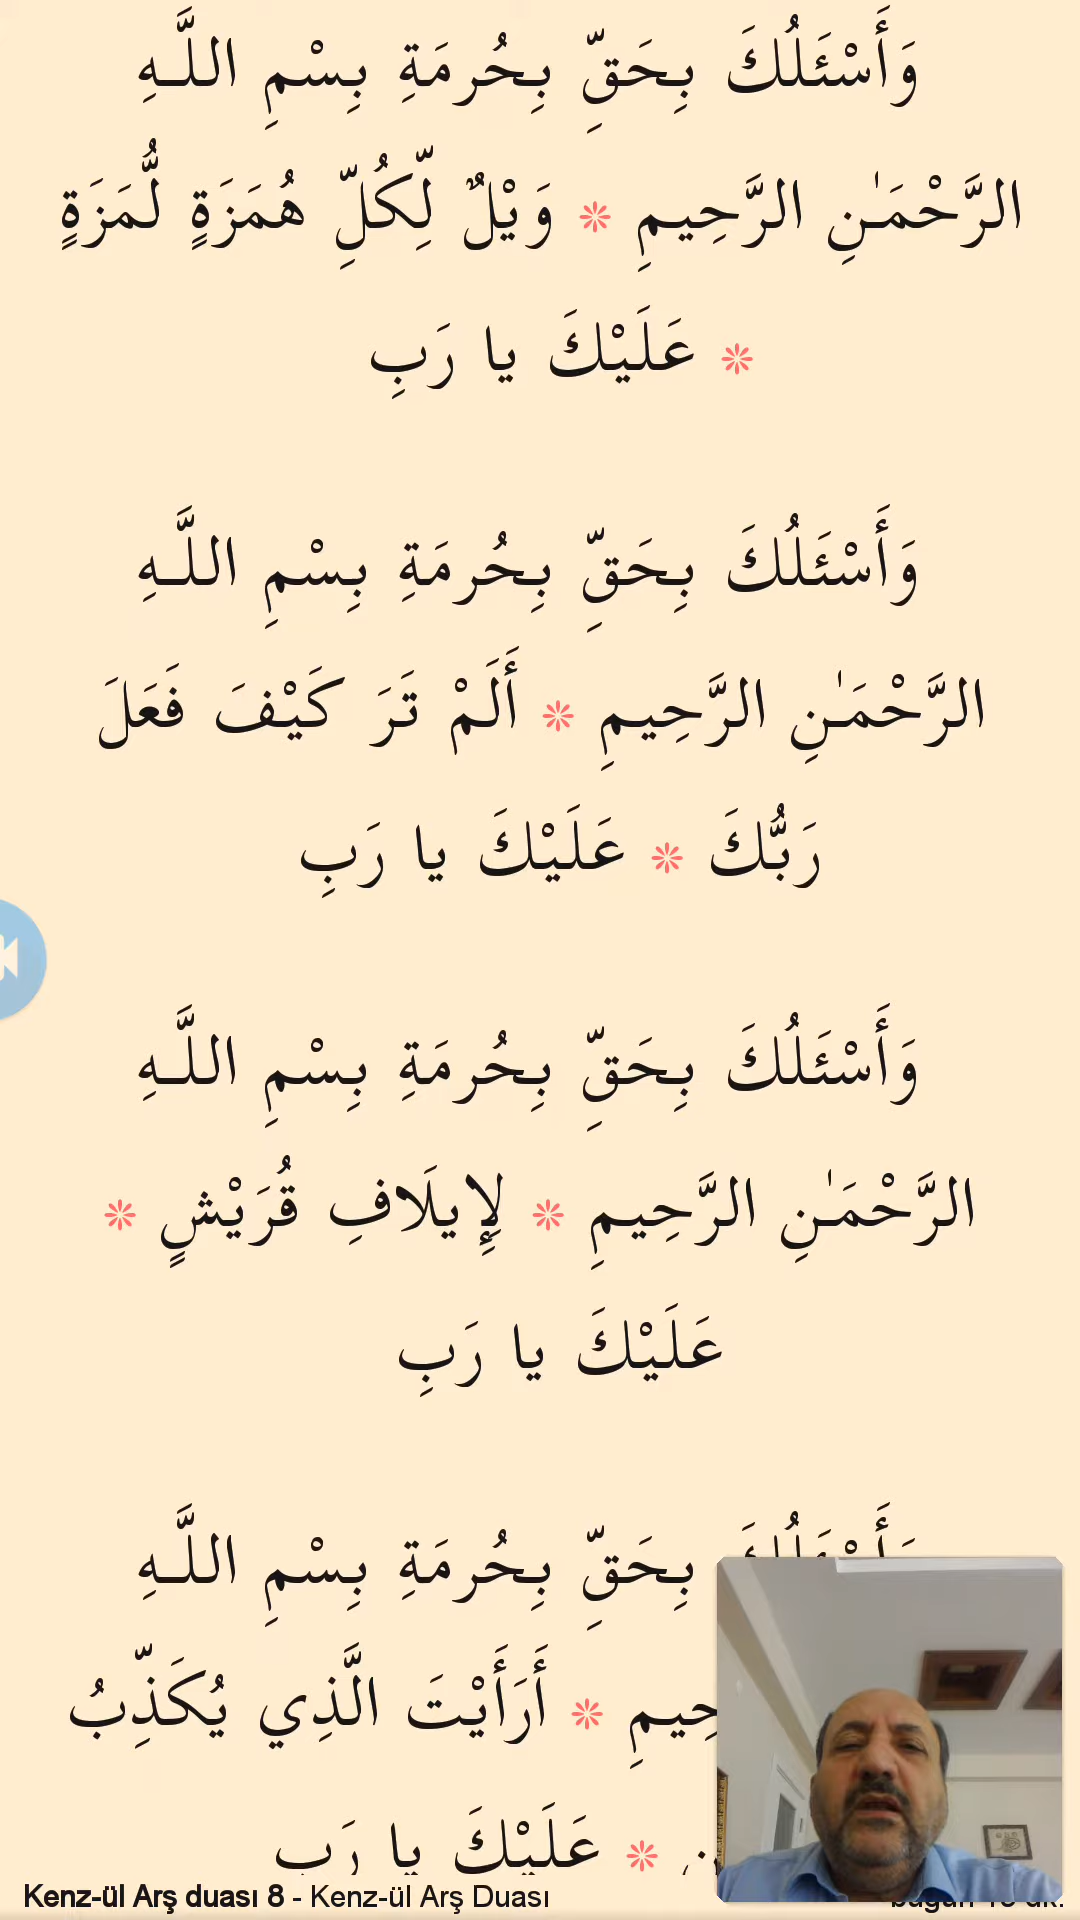 وَأَسْئَلُكَ بِحَقِّ بِحُرمَةِ بِسْمِ اللَّـهِ
الرَّحْمَـٰنِ الرَّحِيمِ ❊ وَيْلٌ لِّكُلِّ هُمَزَةٍ لُّمَزَةٍ
❊ عَلَيْكَ يا رَبِ
وَأَسْئَلُكَ بِحَقِّ بِحُرمَةِ بِسْمِ اللَّـهِ
الرَّحْمَـٰنِ الرَّحِيمِ ❊ أَلَمْ تَرَ كَيْفَ فَعَلَ
رَبُّكَ ❊ عَلَيْكَ يا رَبِ
وَأَسْئَلُكَ بِحَقِّ بِحُرمَةِ بِسْمِ اللَّـهِ
الرَّحْمَـٰنِ الرَّحِيمِ ❊ لِإِيلَافِ قُرَيْشٍ ❊
عَلَيْكَ يا رَبِ
وَأَسْئَلُكَ بِحَقِّ بِحُرمَةِ بِسْمِ اللَّـهِ
❊ أَرَأَيْتَ الَّذِي يُكَذِّبُ
❊ عَلَيْكَ يا رَبِ
Kenz-ül Arş duası 8 - Kenz-ül Arş Duası